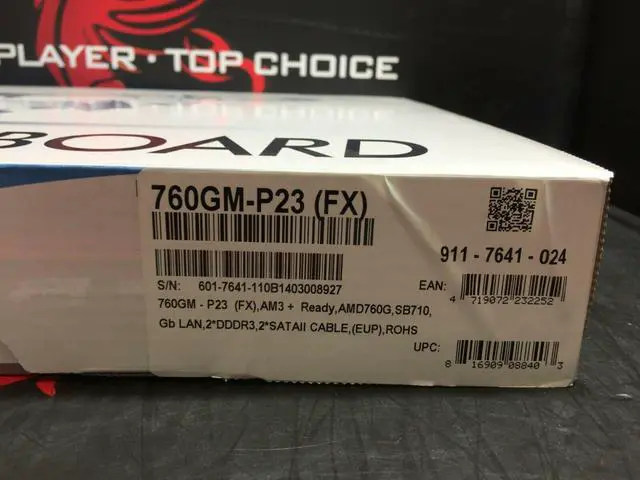 PLAYER · TOP CHOICE
BOARD
760GM-P23 (FX)
911 - 7641 - 024
S/N: 601-7641-110B1403008927
EAN:
4 719072 232252
760GM - P23 (FX),AM3 + Ready,AMD760G,SB710,
Gb LAN,2*DDDR3,2*SATAII CABLE,(EUP),ROHS
UPC:
8 16909 08840 3